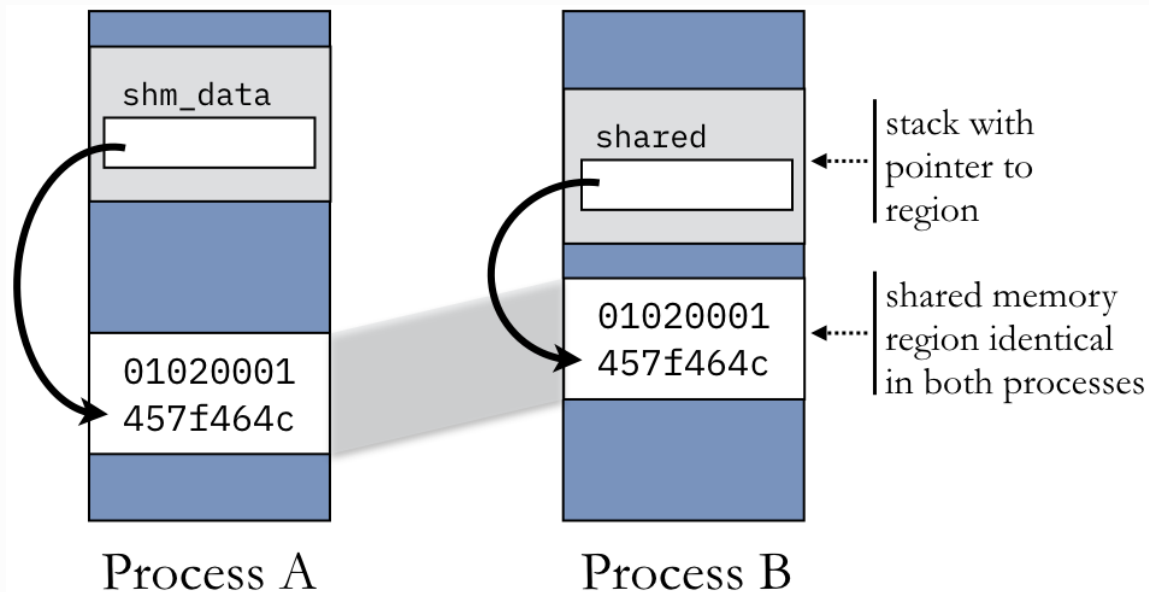 shm_data
01020001
457f464c
Process A
shared
01020001
457f464c
Process B
stack with
pointer to
region
shared memory
region identical
in both processes